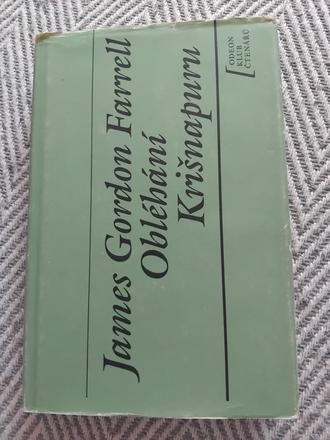 James Gordon Farrell
Obléhání
Krišnapuru
ODEON
KLUB
ČTENÁŘŮ